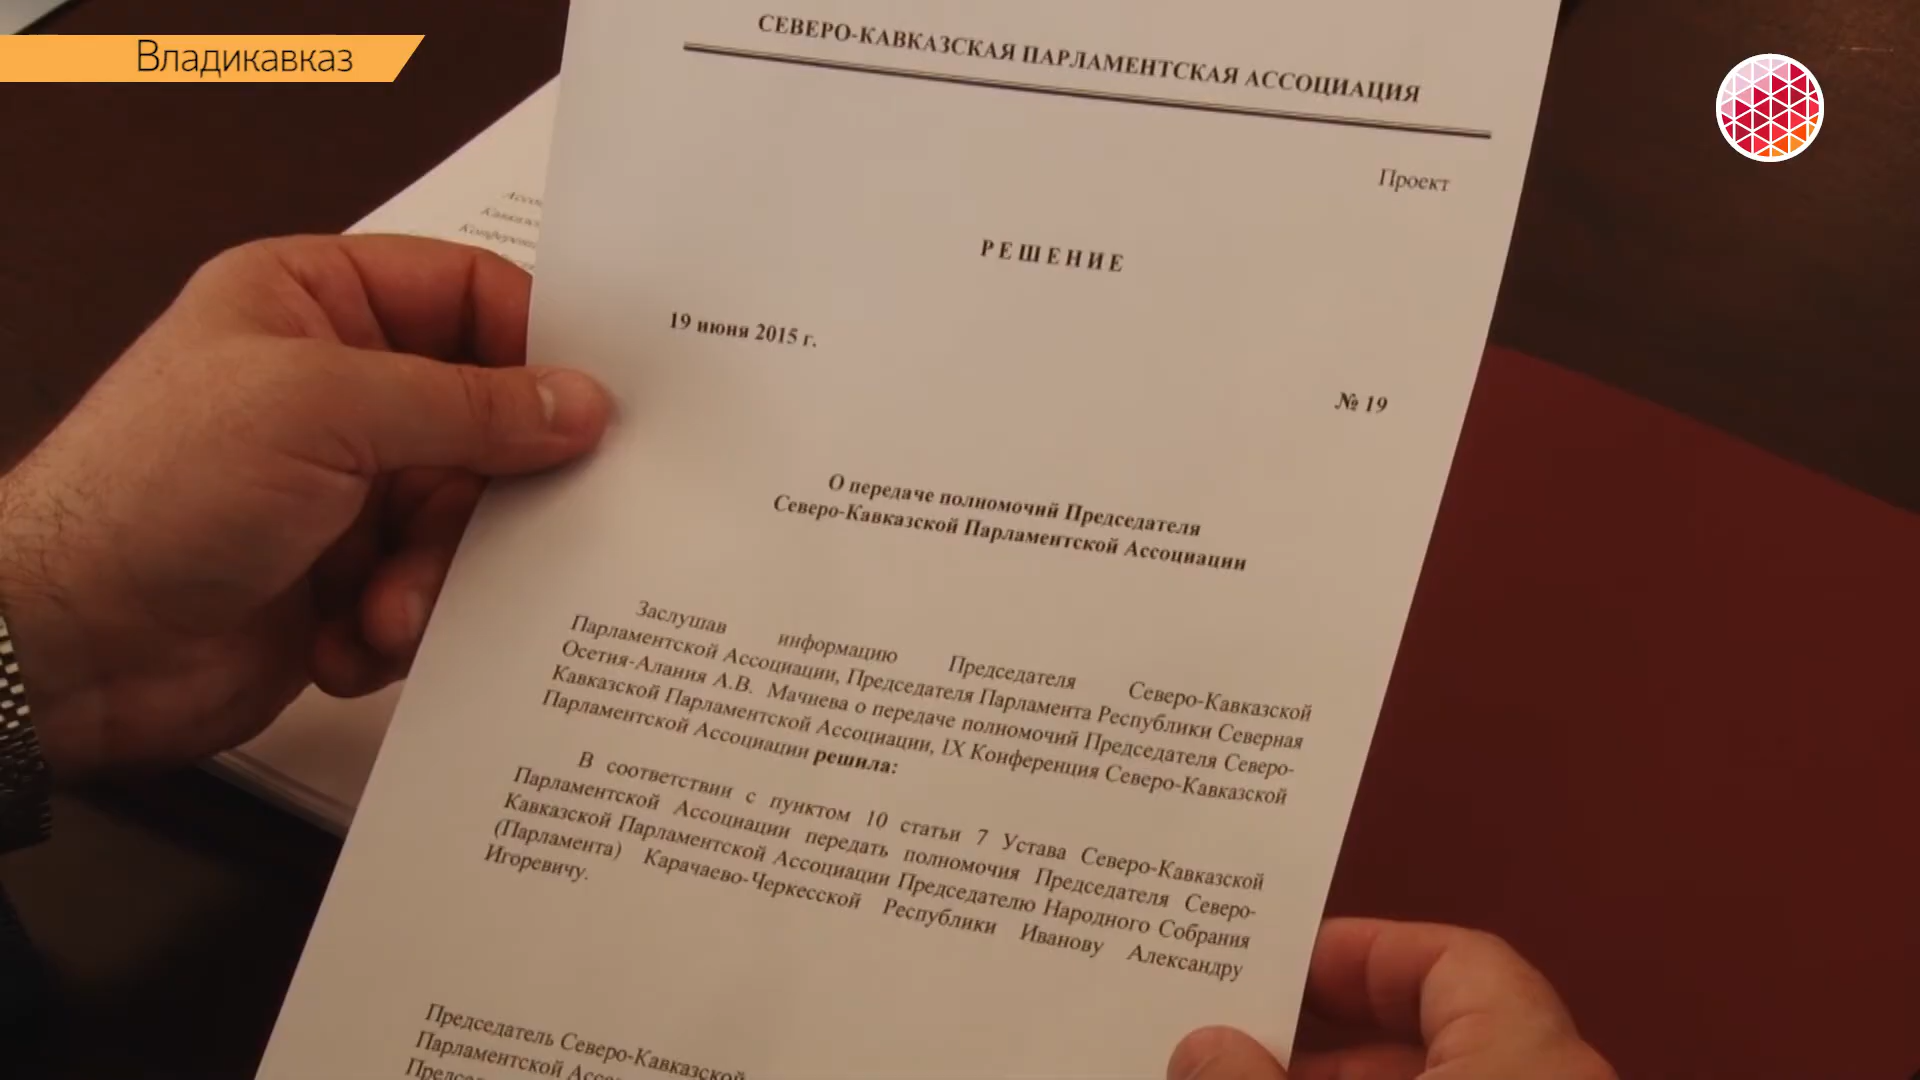 Владикавказ
СЕВЕРО-КАВКАЗСКАЯ ПАРЛАМЕНТСКАЯ АССОЦИАЦИЯ
Проект
РЕШЕНИЕ
19 июня 2015 г.
№ 19
О передаче полномочий Председателя
Северо-Кавказской Парламентской Ассоциации
Заслушав информацию Председателя Северо-Кавказской
Парламентской Ассоциации, Председателя Парламента Республики Северная
Осетия-Алания А.В. Мачнева о передаче полномочий Председателя Северо-
Кавказской Парламентской Ассоциации, IX Конференция Северо-Кавказской
Парламентской Ассоциации решила:
В соответствии с пунктом 10 статьи 7 Устава Северо-Кавказской
Парламентской Ассоциации передать полномочия Председателя Северо-
Кавказской Парламентской Ассоциации Председателю Народного Собрания
(Парламента) Карачаево-Черкесской Республики Иванову Александру
Игоревичу.
Председатель Северо-Кавказской
Парламентской